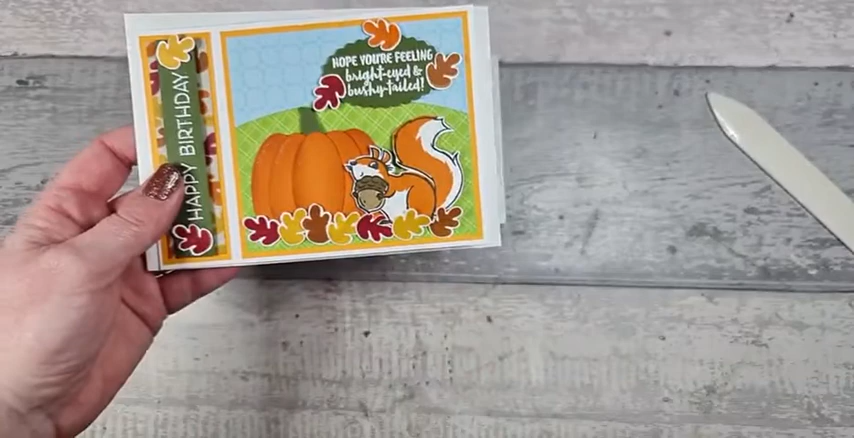 HAPPY BIRTHDAY
HOPE YOU'RE FEELING
bright-eyed &
bushy-tailed!